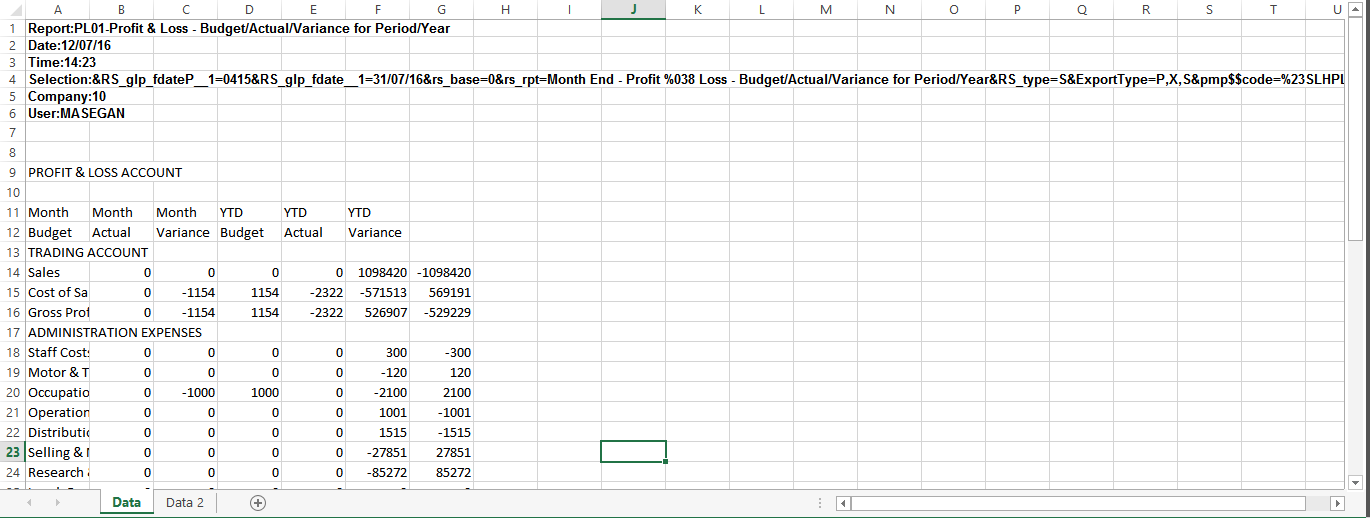 A B C D E F G H I J K L M N O P Q R S T U
1 Report:PL01-Profit & Loss - Budget/Actual/Variance for Period/Year
2 Date:12/07/16
3 Time:14:23
4 Selection:&RS_glp_fdateP__1=0415&RS_glp_fdate__1=31/07/16&rs_base=0&rs_rpt=Month End - Profit %038 Loss - Budget/Actual/Variance for Period/Year&RS_type=S&ExportType=P,X,S&pmp$$code=%23SLHPL
5 Company:10
6 User:MASEGAN
7
8
9 PROFIT & LOSS ACCOUNT
10
11 Month Month Month YTD YTD YTD
12 Budget Actual Variance Budget Actual Variance
13 TRADING ACCOUNT
14 Sales 0 0 0 0 1098420 -1098420
15 Cost of Sa 0 -1154 1154 -2322 -571513 569191
16 Gross Prof 0 -1154 1154 -2322 526907 -529229
17 ADMINISTRATION EXPENSES
18 Staff Costs 0 0 0 0 300 -300
19 Motor & T 0 0 0 0 -120 120
20 Occupatio 0 -1000 1000 0 -2100 2100
21 Operation 0 0 0 0 1001 -1001
22 Distributic 0 0 0 0 1515 -1515
23 Selling & 0 0 0 0 -27851 27851
24 Research 0 0 0 0 -85272 85272
Data Data 2